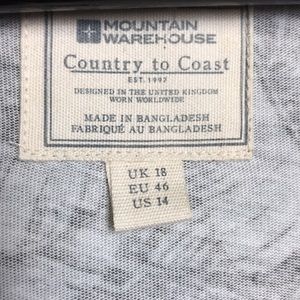 MOUNTAIN
WAREHOUSE
Country to Coast
EST. 1997
DESIGNED IN THE UNITED KINGDOM
WORN WORLDWIDE
MADE IN BANGLADESH
FABRIQUÉ AU BANGLADESH
UK 18
EU 46
US 14